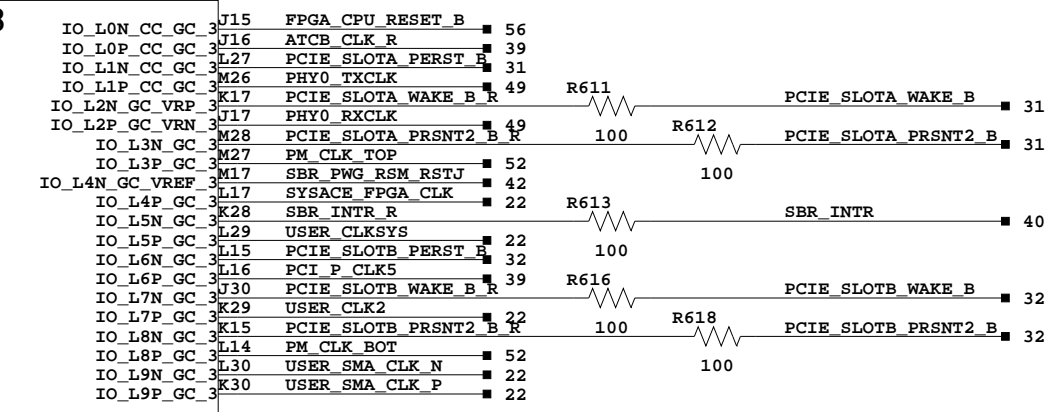 3
IO_L0N_CC_GC_3 J15 FPGA_CPU_RESET_B 56
IO_L0P_CC_GC_3 J16 ATCB_CLK_R 39
IO_L1N_CC_GC_3 L27 PCIE_SLOTA_PERST_B 31
IO_L1P_CC_GC_3 M26 PHY0_TXCLK 49
IO_L2N_GC_VRP_3 K17 PCIE_SLOTA_WAKE_B_R R611 100 PCIE_SLOTA_WAKE_B 31
IO_L2P_GC_VRN_3 J17 PHY0_RXCLK 49
IO_L3N_GC_3 M28 PCIE_SLOTA_PRSNT2_B_R R612 100 PCIE_SLOTA_PRSNT2_B 31
IO_L3P_GC_3 M27 PM_CLK_TOP 52
IO_L4N_GC_VREF_3 M17 SBR_PWG_RSM_RSTJ 42
IO_L4P_GC_3 L17 SYSACE_FPGA_CLK 22
IO_L5N_GC_3 K28 SBR_INTR_R R613 100 SBR_INTR 40
IO_L5P_GC_3 L29 USER_CLKSYS 22
IO_L6N_GC_3 L15 PCIE_SLOTB_PERST_B 32
IO_L6P_GC_3 L16 PCI_P_CLK5 39
IO_L7N_GC_3 J30 PCIE_SLOTB_WAKE_B_R R616 100 PCIE_SLOTB_WAKE_B 32
IO_L7P_GC_3 K29 USER_CLK2 22
IO_L8N_GC_3 K15 PCIE_SLOTB_PRSNT2_B_R R618 100 PCIE_SLOTB_PRSNT2_B 32
IO_L8P_GC_3 L14 PM_CLK_BOT 52
IO_L9N_GC_3 L30 USER_SMA_CLK_N 22
IO_L9P_GC_3 K30 USER_SMA_CLK_P 22